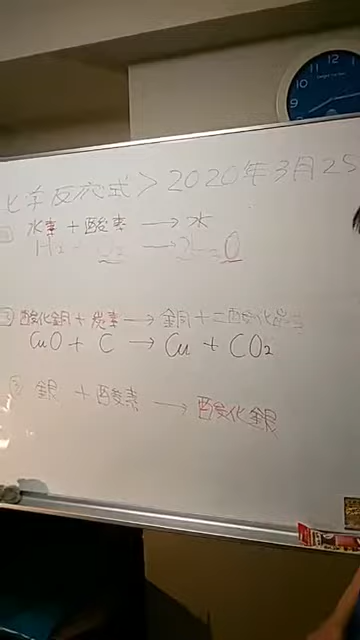 化学反応式> 2020年3月25
水素 + 酸素 → 水
② 酸化銅 + 炭素 → 銅 + 二酸化炭
CuO + C → Cu + CO₂
銀 + 酸素 → 酸化銀